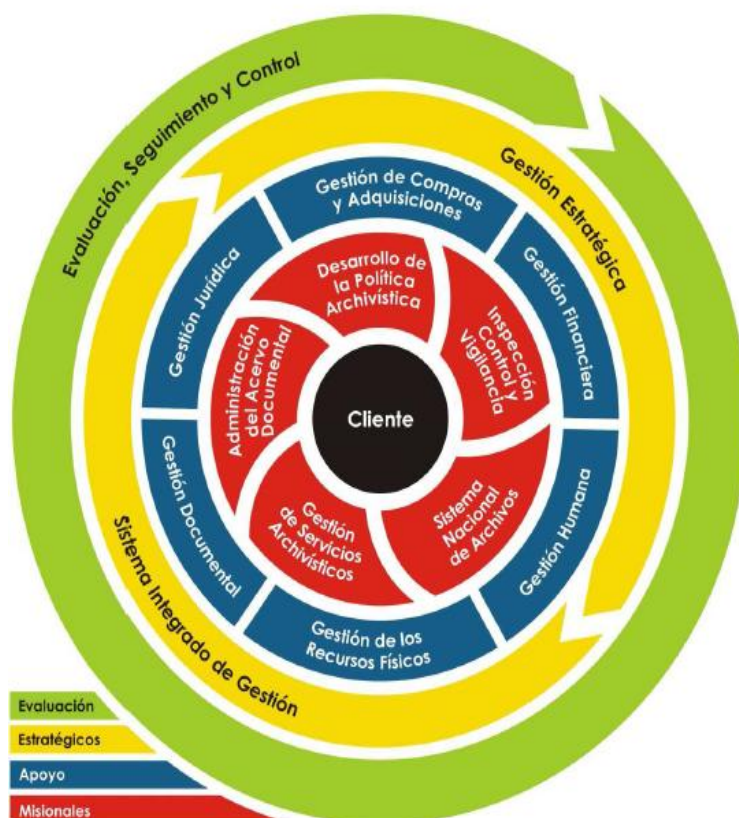 Evaluación, Seguimiento y Control
Gestión Estratégica
Sistema Integrado de Gestión
Gestión de Compras
y Adquisiciones
Gestión Financiera
Gestión Humana
Gestión de los
Recursos Físicos
Gestión Documental
Gestión Jurídica
Desarrollo de
la Política
Archivística
Inspección
Control y
Vigilancia
Sistema
Nacional
de Archivos
Gestión
de Servicios
Archivísticos
Administración
del Acervo
Documental
Cliente
Evaluación
Estratégicos
Apoyo
Misionales